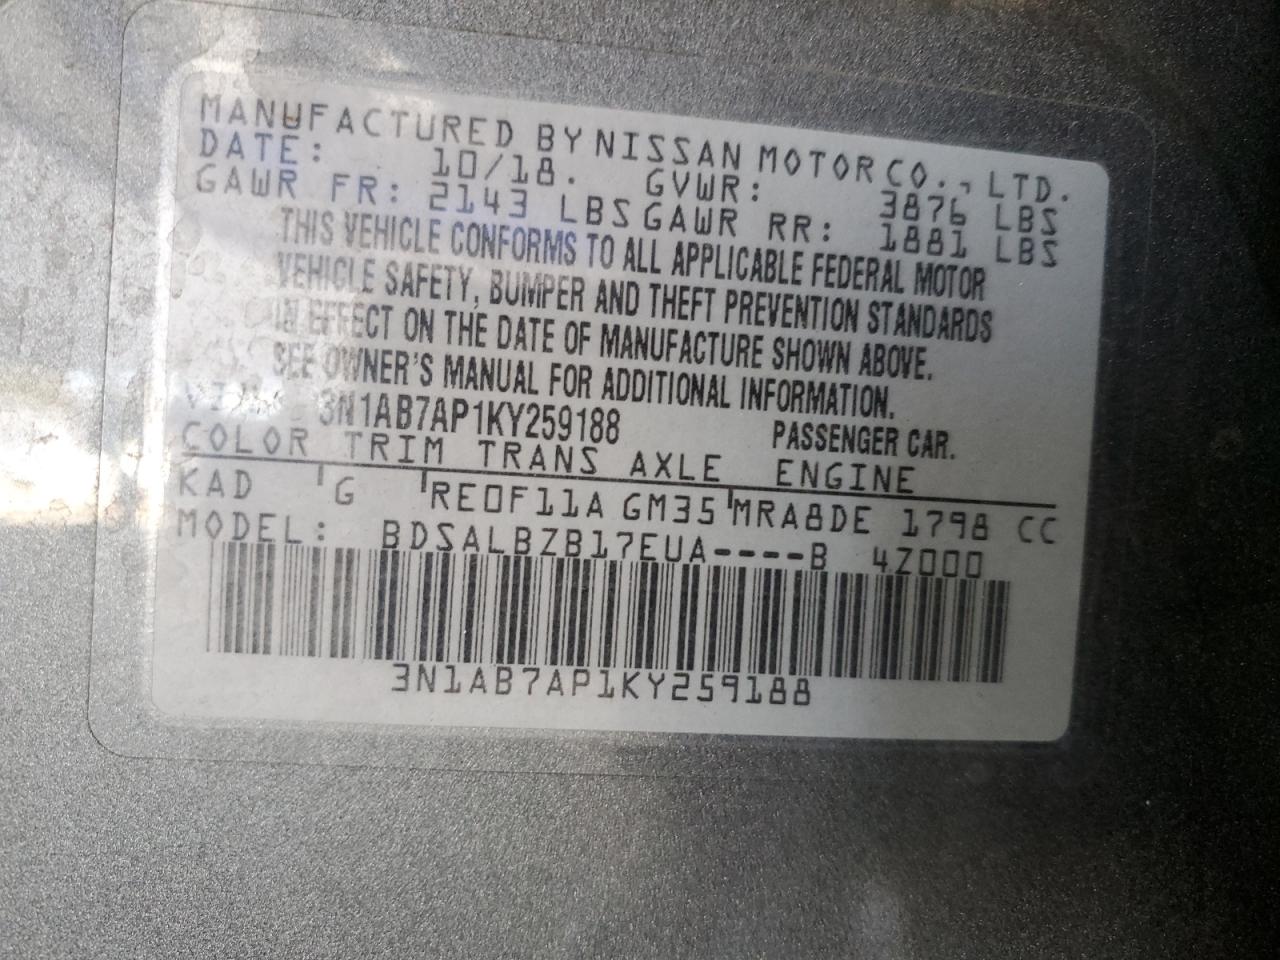 MANUFACTURED BY NISSAN MOTOR CO., LTD.
DATE: 10/18. GVWR: 3876 LBS
GAWR FR: 2143 LBS GAWR RR: 1881 LBS
THIS VEHICLE CONFORMS TO ALL APPLICABLE FEDERAL MOTOR
VEHICLE SAFETY, BUMPER AND THEFT PREVENTION STANDARDS
IN EFFECT ON THE DATE OF MANUFACTURE SHOWN ABOVE.
SEE OWNER'S MANUAL FOR ADDITIONAL INFORMATION.
3N1AB7AP1KY259188 PASSENGER CAR.
COLOR TRIM TRANS AXLE ENGINE
KAD G RE0F11A GM35 MRA8DE 1798 CC
MODEL: BDSALBZB17EUA----B 4Z000
3N1AB7AP1KY259188